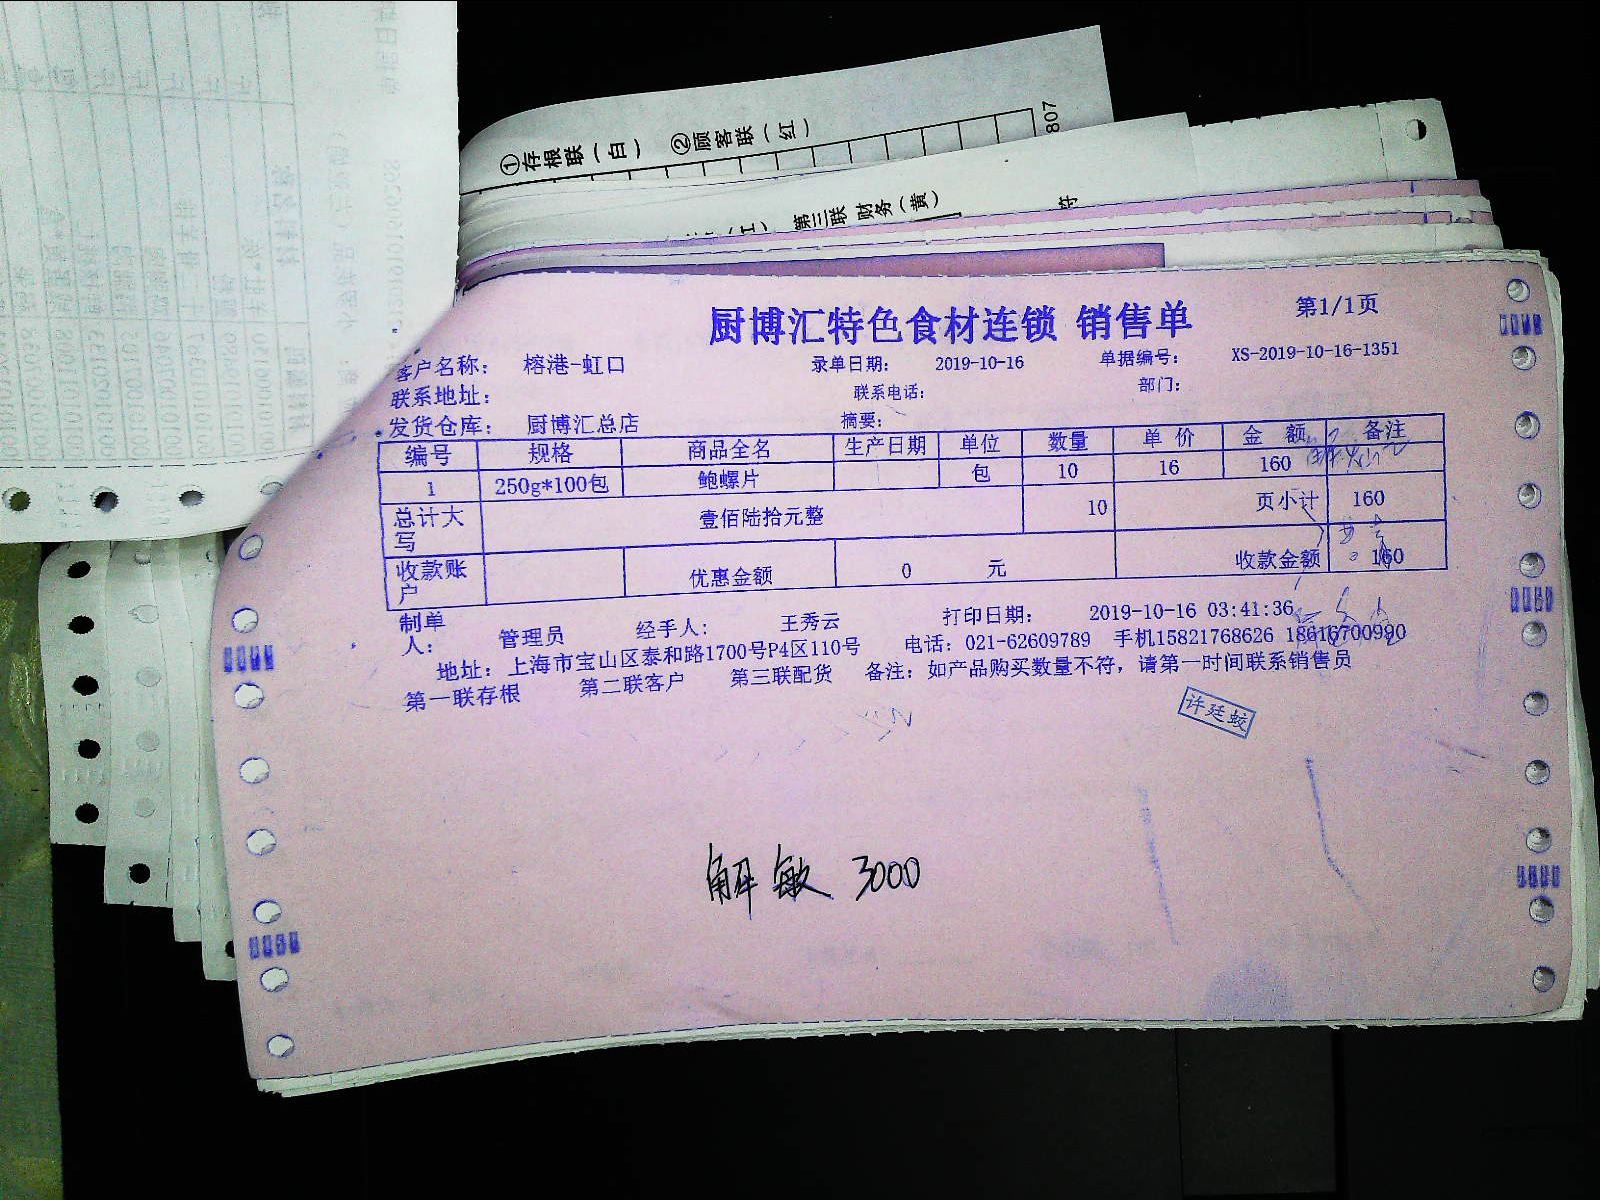 ①存根联（白） ②顾客联（红）
807
第三联 财务（黄）
厨博汇特色食材连锁 销售单
第1/1页
客户名称： 榕港-虹口 录单日期： 2019-10-16 单据编号： XS-2019-10-16-1351
联系地址： 联系电话： 部门：
发货仓库： 厨博汇总店 摘要：
编号 规格 商品全名 生产日期 单位 数量 单价 金额 备注
1 250g*100包 鲍螺片 包 10 16 160
总计大写 壹佰陆拾元整 10 页小计 160
收款账户 优惠金额 0 元 收款金额 160
制单人： 管理员 经手人： 王秀云 打印日期： 2019-10-16 03:41:36
地址：上海市宝山区泰和路1700号P4区110号 电话：021-62609789 手机15821768626 18616700990
第一联存根 第二联客户 第三联配货 备注：如产品购买数量不符，请第一时间联系销售员
许廷蛟
解敏 3000